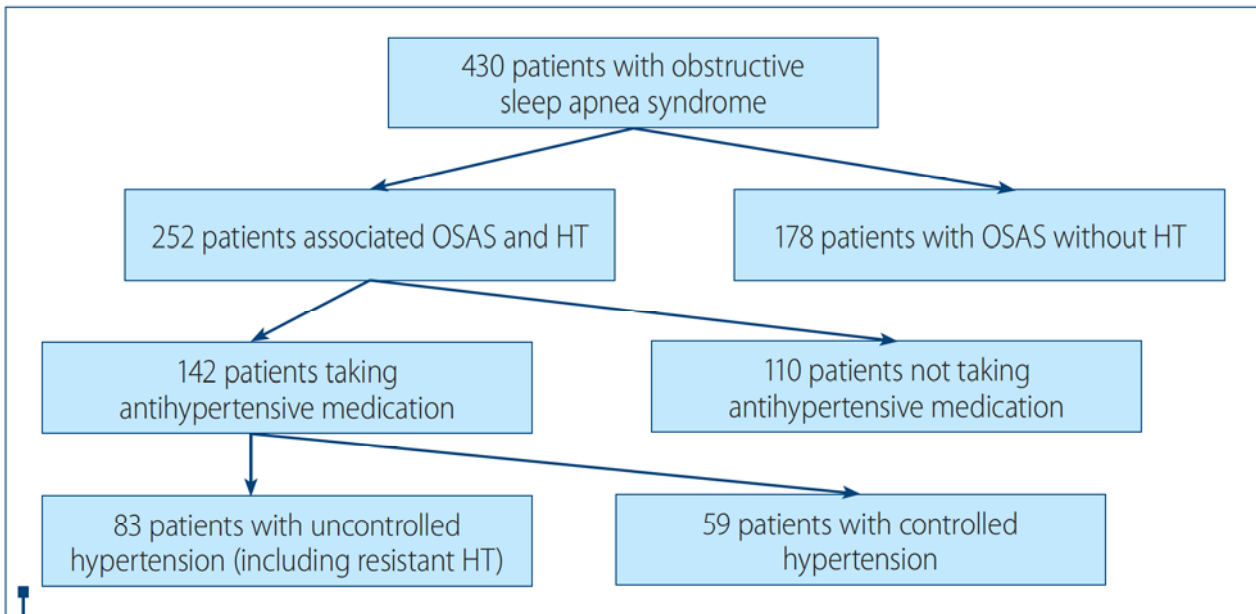 430 patients with obstructive
sleep apnea syndrome
252 patients associated OSAS and HT
178 patients with OSAS without HT
142 patients taking
antihypertensive medication
110 patients not taking
antihypertensive medication
83 patients with uncontrolled
hypertension (including resistant HT)
59 patients with controlled
hypertension